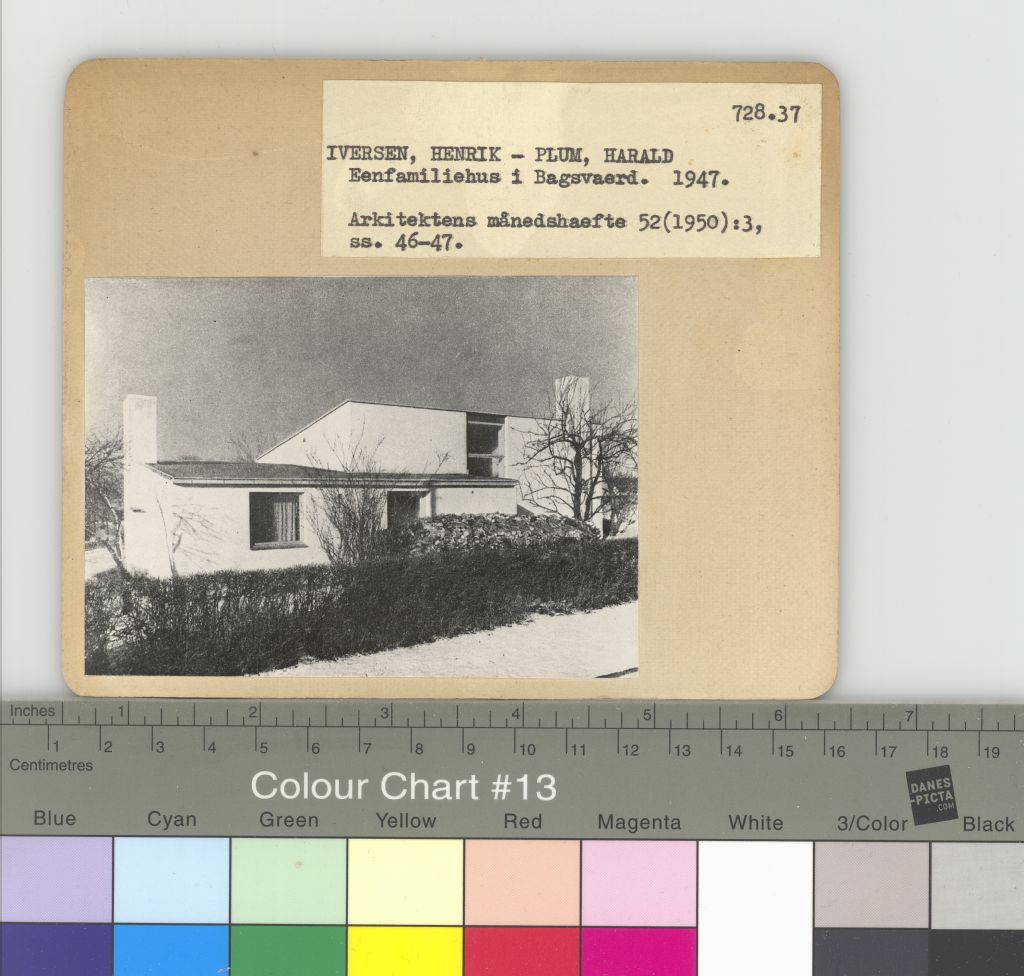 728.37
IVERSEN, HENRIK - PLUM, HARALD
Eenfamiliehus i Bagsvaerd. 1947.
Arkitektens månedshaefte 52(1950):3,
ss. 46-47.
Inches 1 2 3 4 5 6 7
1 2 3 4 5 6 7 8 9 10 11 12 13 14 15 16 17 18 19
Centimetres
Colour Chart #13
DANES
-PICTA
.COM
Blue Cyan Green Yellow Red Magenta White 3/Color Black